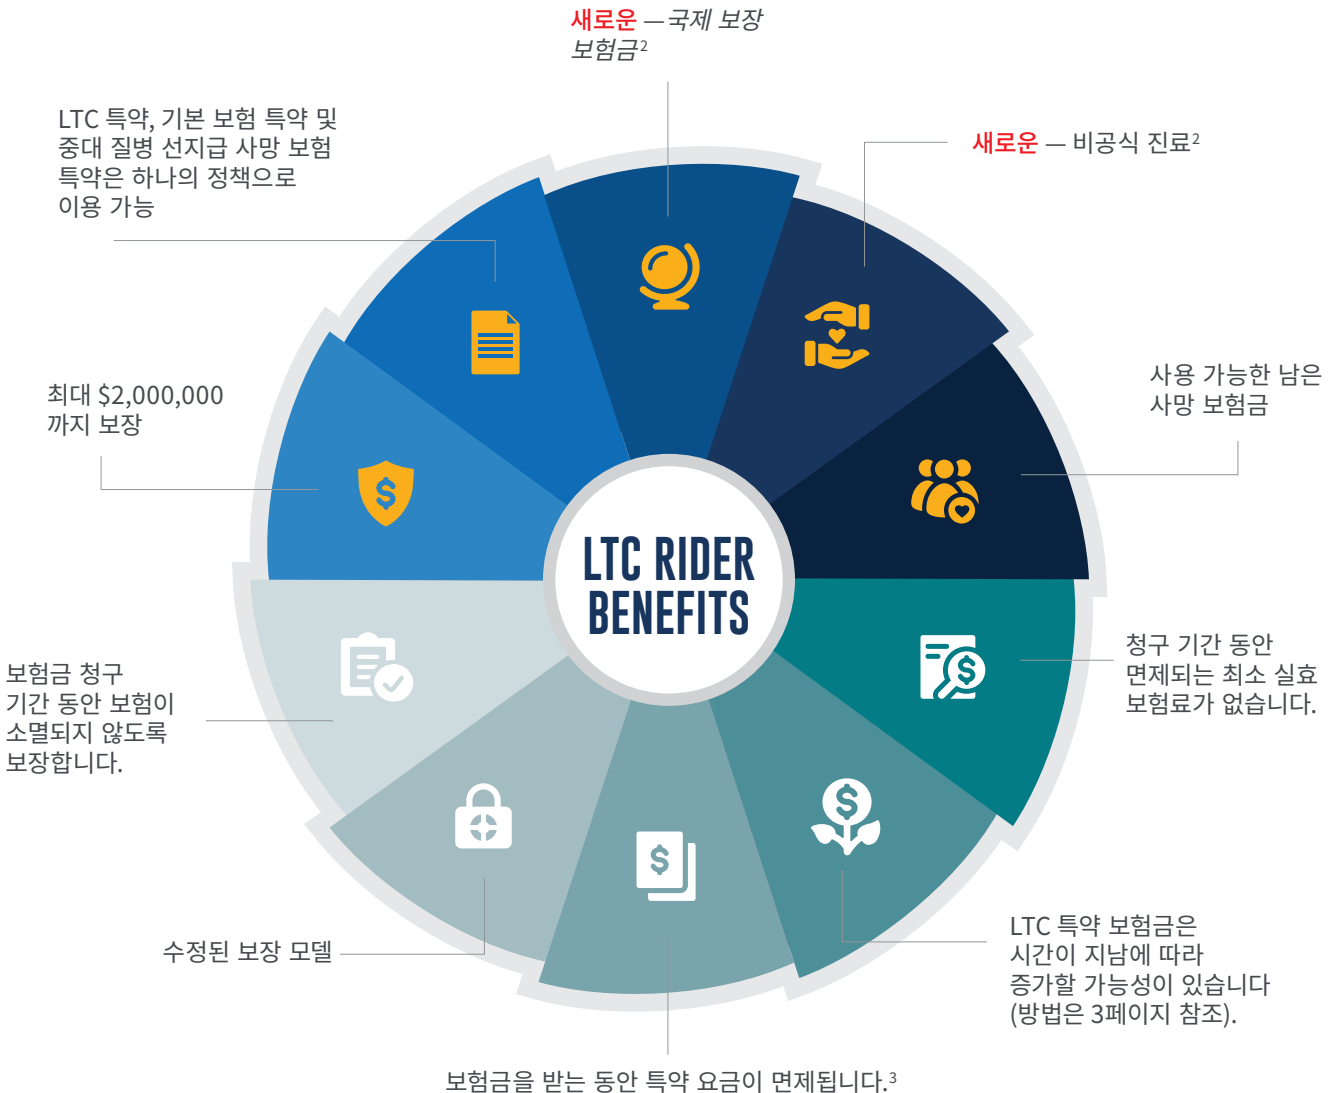 새로운 —국제 보장
보험금²
새로운 — 비공식 진료²
사용 가능한 남은
사망 보험금
청구 기간 동안
면제되는 최소 실효
보험료가 없습니다.
LTC 특약 보험금은
시간이 지남에 따라
증가할 가능성이 있습니다
(방법은 3페이지 참조).
보험금을 받는 동안 특약 요금이 면제됩니다.³
수정된 보장 모델
보험금 청구
기간 동안 보험이
소멸되지 않도록
보장합니다.
최대 $2,000,000
까지 보장
LTC 특약, 기본 보험 특약 및
중대 질병 선지급 사망 보험
특약은 하나의 정책으로
이용 가능
LTC RIDER
BENEFITS
$
$
$
$